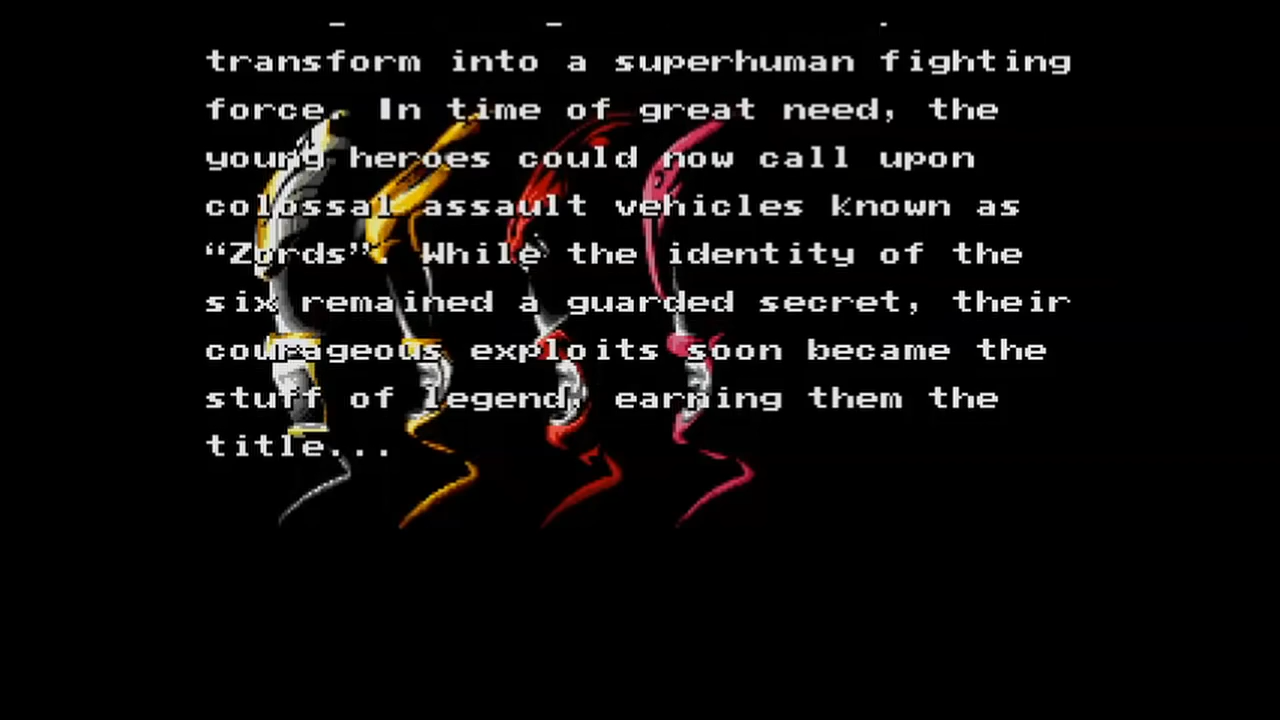 transform into a superhuman fighting
force. In time of great need, the
young heroes could now call upon
colossal assault vehicles known as
“Zords”. While the identity of the
six remained a guarded secret, their
courageous exploits soon became the
stuff of legend, earning them the
title...